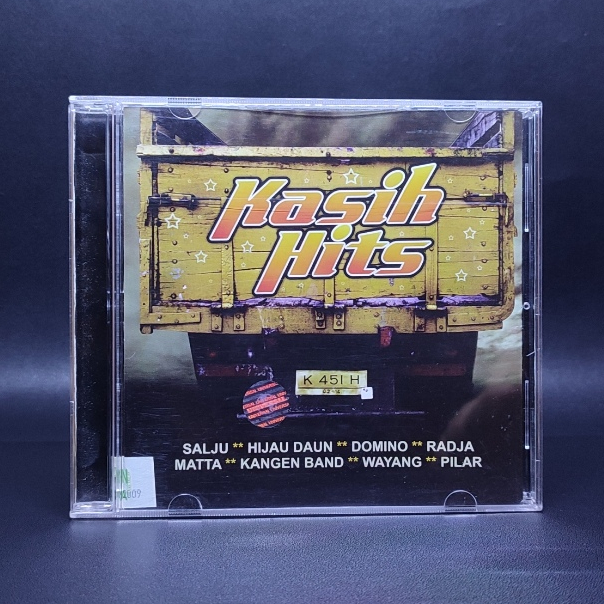 Kasih
Hits
K 451 H
SALJU ** HIJAU DAUN ** DOMINO ** RADJA
MATTA ** KANGEN BAND ** WAYANG ** PILAR
N